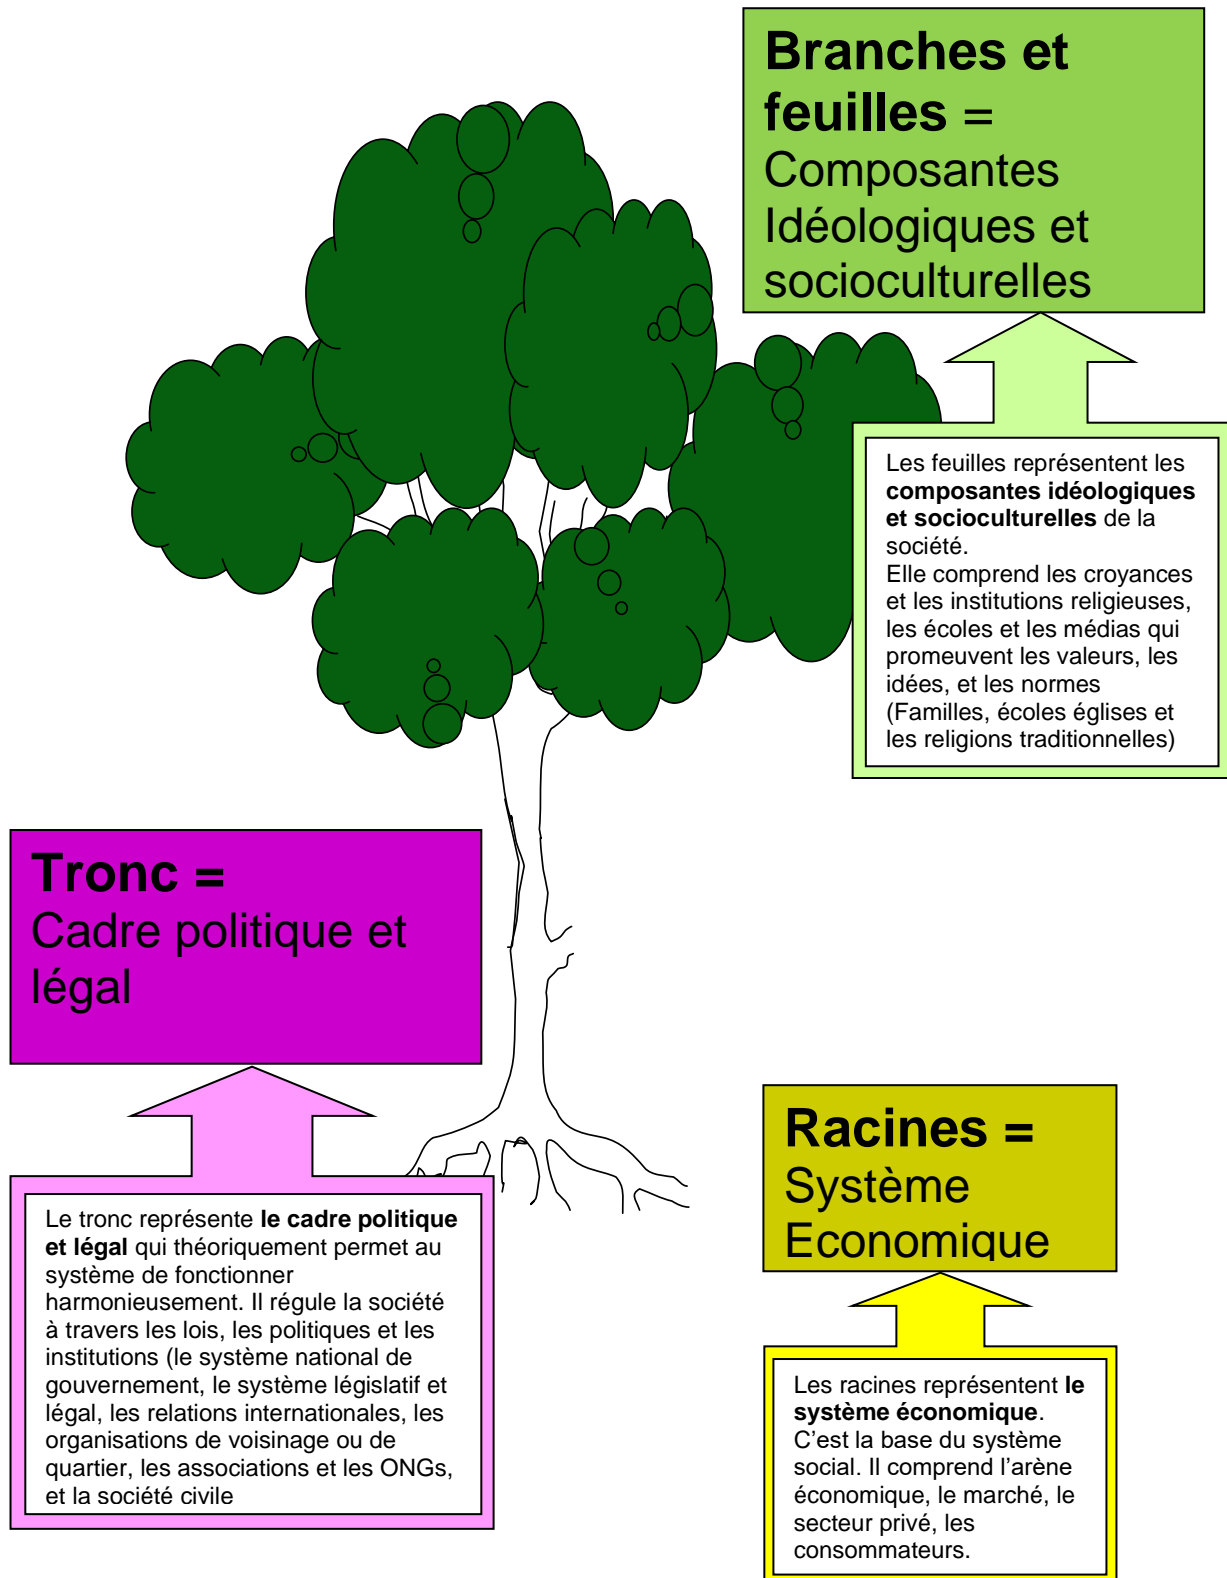 Branches et
feuilles =
Composantes
Idéologiques et
socioculturelles
Les feuilles représentent les
composantes idéologiques
et socioculturelles de la
société.
Elle comprend les croyances
et les institutions religieuses,
les écoles et les médias qui
promeuvent les valeurs, les
idées, et les normes
(Familles, écoles églises et
les religions traditionnelles)
Tronc =
Cadre politique et
légal
Le tronc représente le cadre politique
et légal qui théoriquement permet au
système de fonctionner
harmonieusement. Il régule la société
à travers les lois, les politiques et les
institutions (le système national de
gouvernement, le système législatif et
légal, les relations internationales, les
organisations de voisinage ou de
quartier, les associations et les ONGs,
et la société civile
Racines =
Système
Economique
Les racines représentent le
système économique.
C’est la base du système
social. Il comprend l’arène
économique, le marché, le
secteur privé, les
consommateurs.